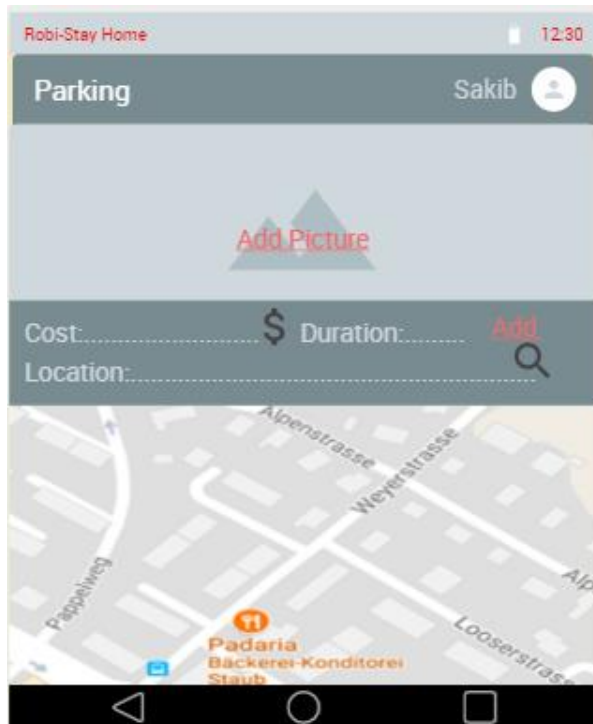 Robi-Stay Home 12:30
Parking Sakib
Add Picture
Cost:..................... $ Duration:......... Add
Location:............................................................
Alpenstrasse
Weyerstrasse
Pappelweg
Alp
Looserstrasse
Padaria
Bäckerei-Konditorei
Staub